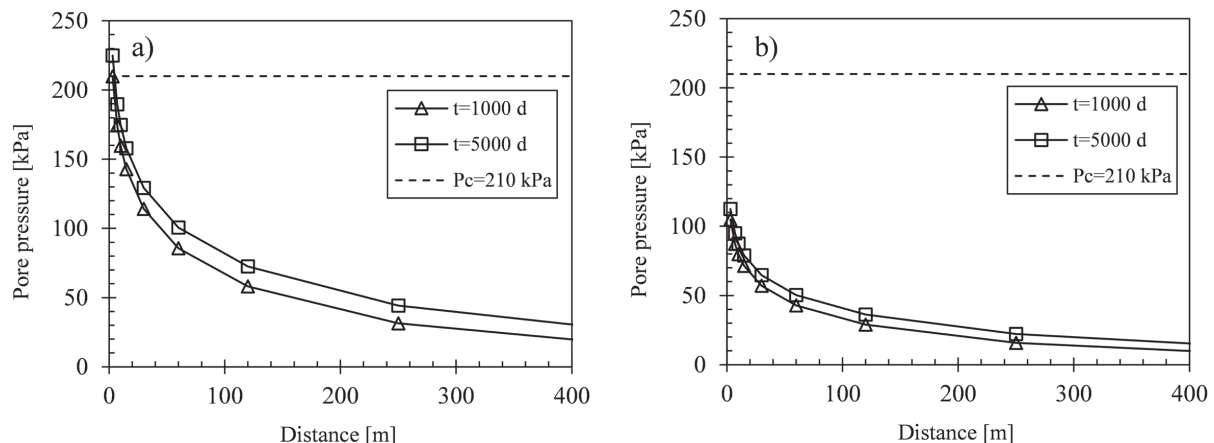 a)
Pore pressure [kPa]
250
200
150
100
50
0
t=1000 d
t=5000 d
Pc=210 kPa
0 100 200 300 400
Distance [m]
b)
Pore pressure [kPa]
250
200
150
100
50
0
t=1000 d
t=5000 d
Pc=210 kPa
0 100 200 300 400
Distance [m]